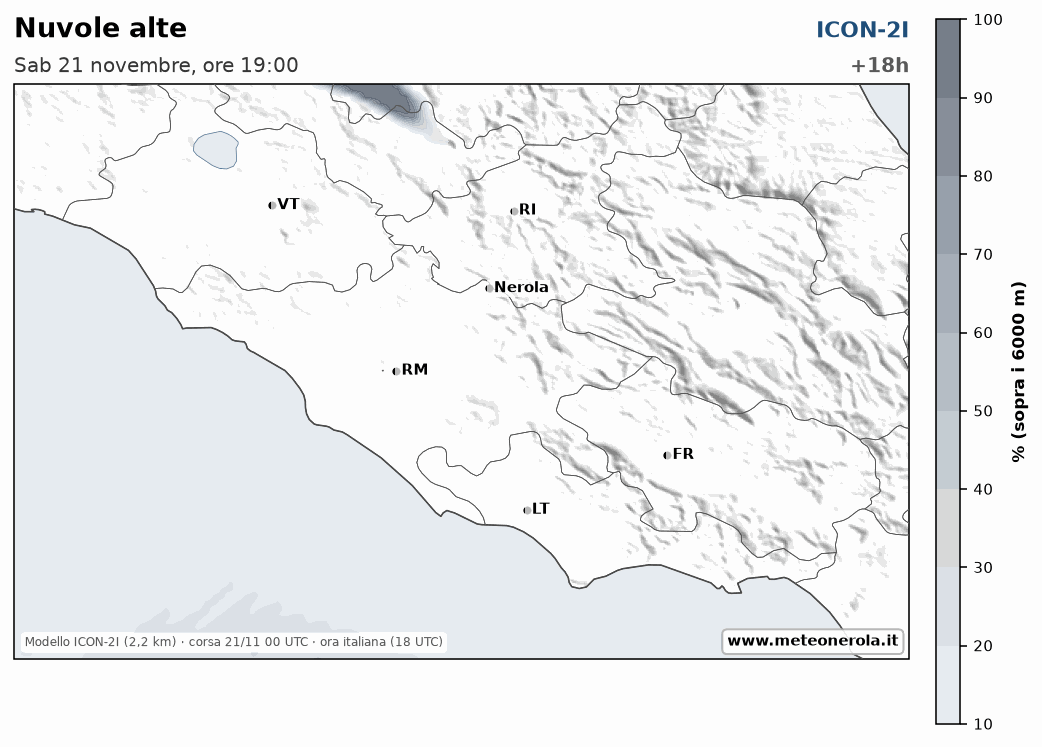 Nuvole alte
ICON-2I
Sab 21 novembre, ore 19:00
+18h
100
90
80
70
60
50
40
30
20
10
% (sopra i 6000 m)
VT
RI
Nerola
RM
FR
LT
Modello ICON-2I (2,2 km) · corsa 21/11 00 UTC · ora italiana (18 UTC)
www.meteonerola.it